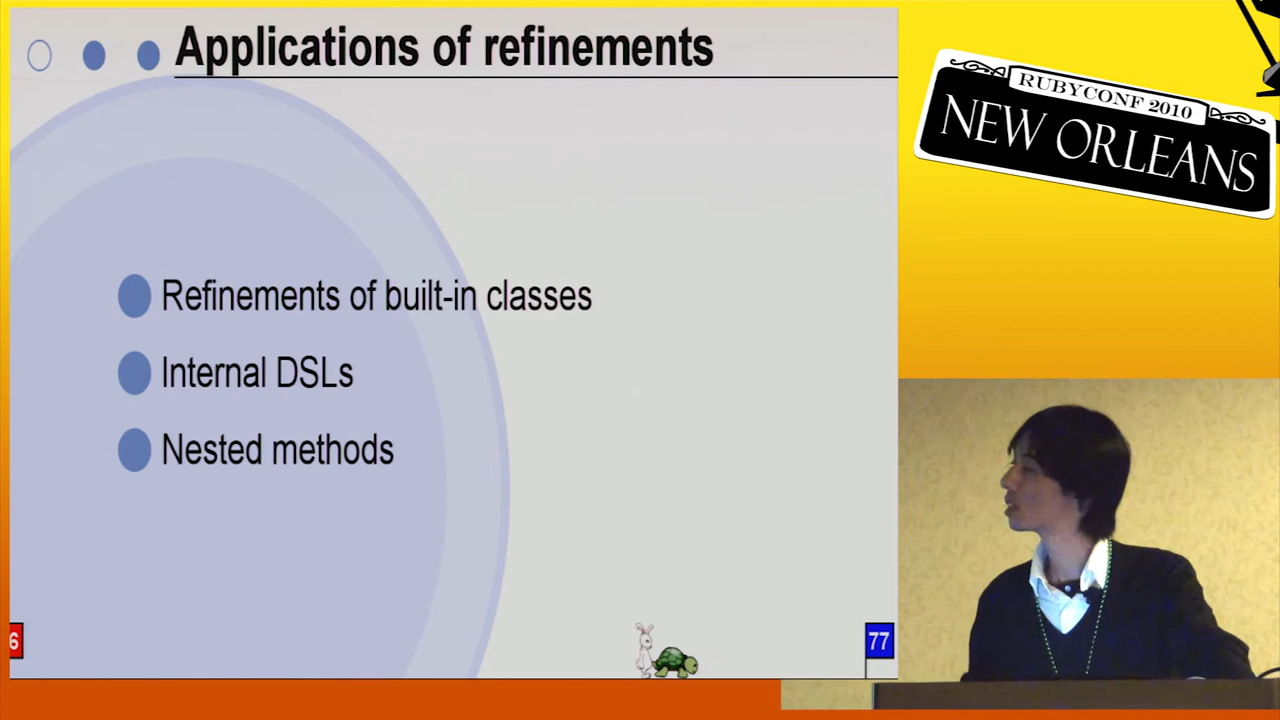 Applications of refinements
Refinements of built-in classes
Internal DSLs
Nested methods
6
77
RUBYCONF 2010
NEW ORLEANS